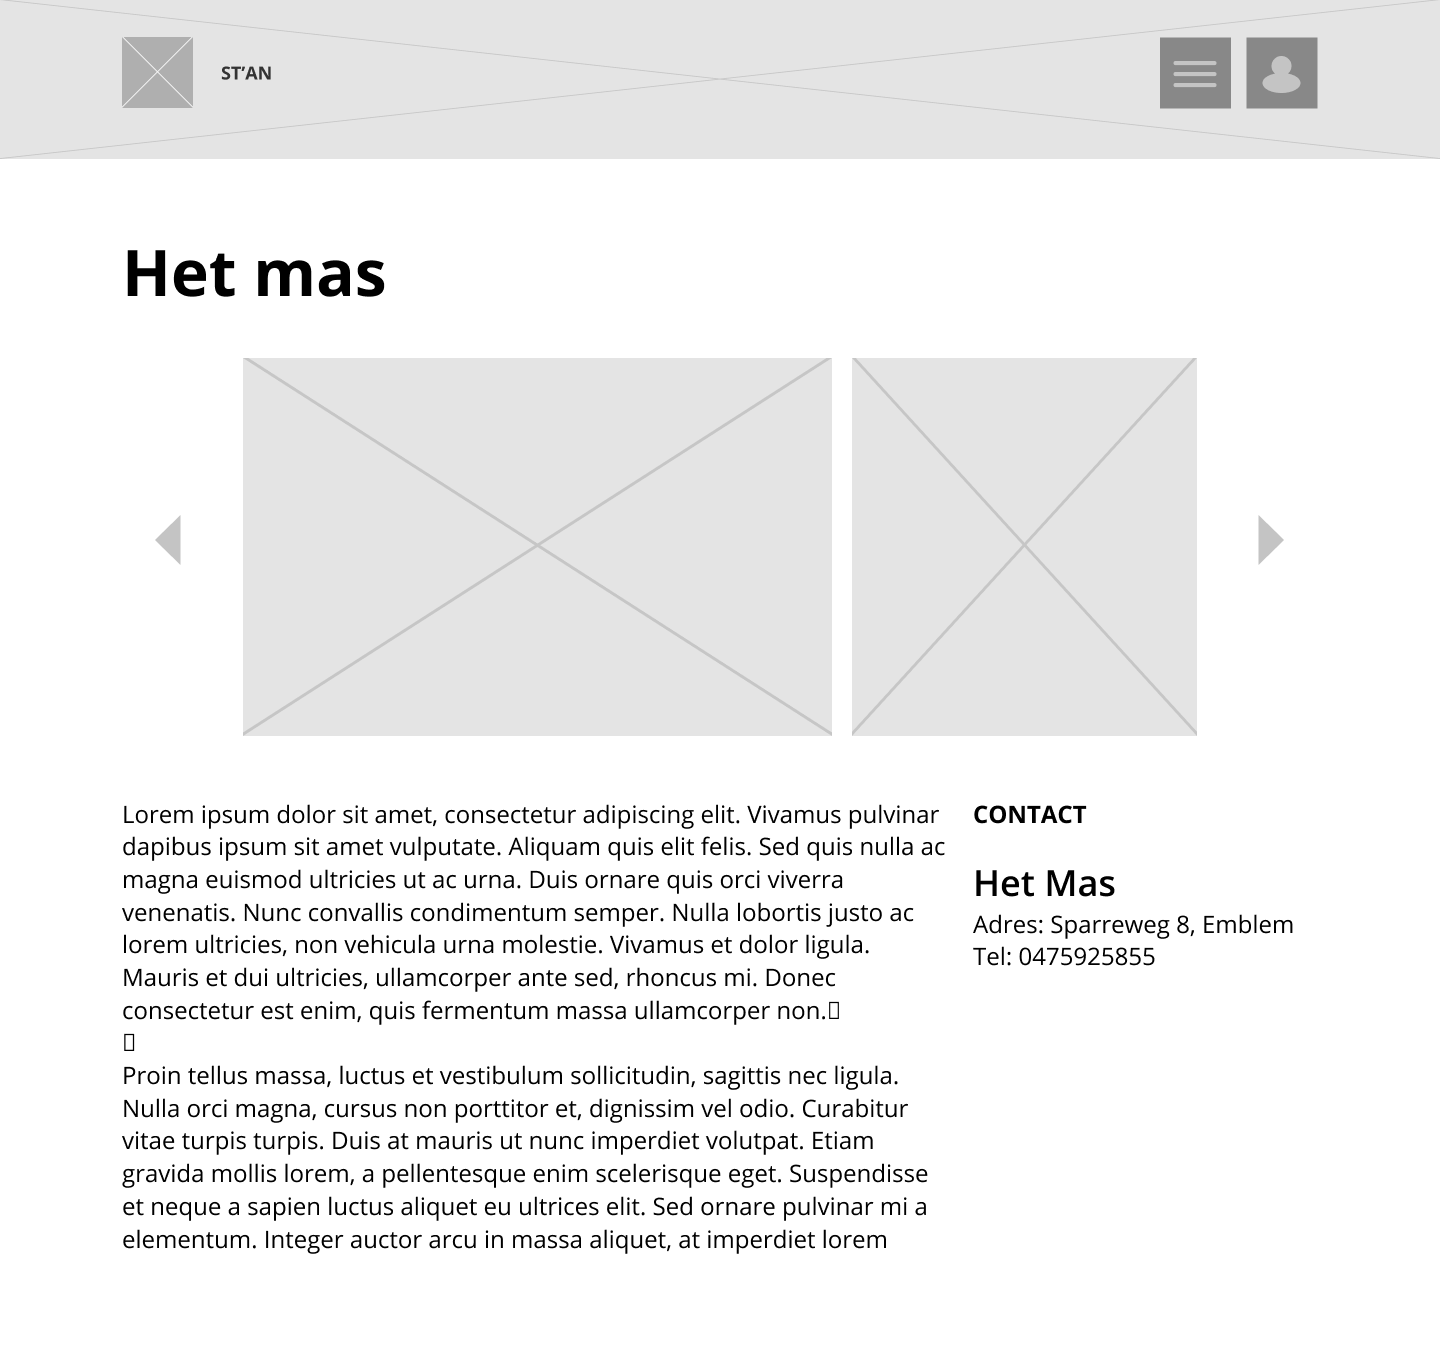 ST’AN
Het mas
Lorem ipsum dolor sit amet, consectetur adipiscing elit. Vivamus pulvinar
dapibus ipsum sit amet vulputate. Aliquam quis elit felis. Sed quis nulla ac
magna euismod ultricies ut ac urna. Duis ornare quis orci viverra
venenatis. Nunc convallis condimentum semper. Nulla lobortis justo ac
lorem ultricies, non vehicula urna molestie. Vivamus et dolor ligula.
Mauris et dui ultricies, ullamcorper ante sed, rhoncus mi. Donec
consectetur est enim, quis fermentum massa ullamcorper non.
Proin tellus massa, luctus et vestibulum sollicitudin, sagittis nec ligula.
Nulla orci magna, cursus non porttitor et, dignissim vel odio. Curabitur
vitae turpis turpis. Duis at mauris ut nunc imperdiet volutpat. Etiam
gravida mollis lorem, a pellentesque enim scelerisque eget. Suspendisse
et neque a sapien luctus aliquet eu ultrices elit. Sed ornare pulvinar mi a
elementum. Integer auctor arcu in massa aliquet, at imperdiet lorem
CONTACT
Het Mas
Adres: Sparreweg 8, Emblem
Tel: 0475925855